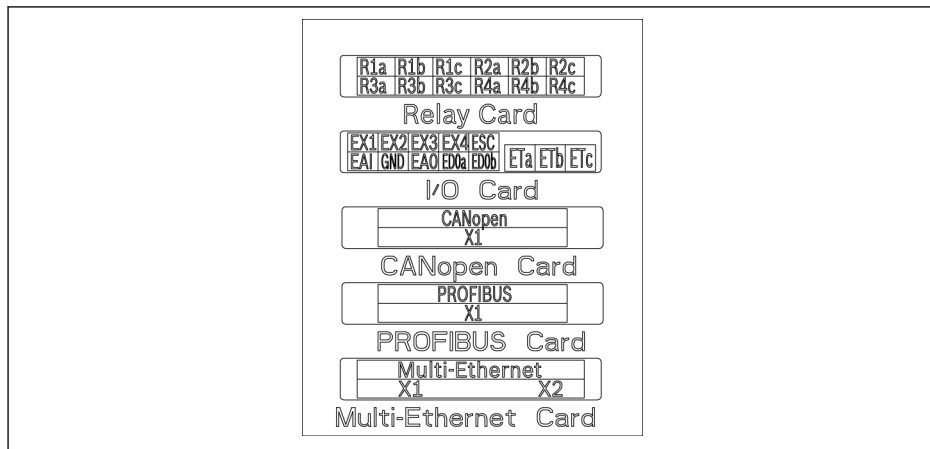 R1a R1b R1c R2a R2b R2c
R3a R3b R3c R4a R4b R4c
Relay Card
EX1 EX2 EX3 EX4 ESC
EAI GND EAO EDOa EDOb ETa ETb ETc
I/O Card
CANopen
X1
CANopen Card
PROFIBUS
X1
PROFIBUS Card
Multi-Ethernet
X1 X2
Multi-Ethernet Card